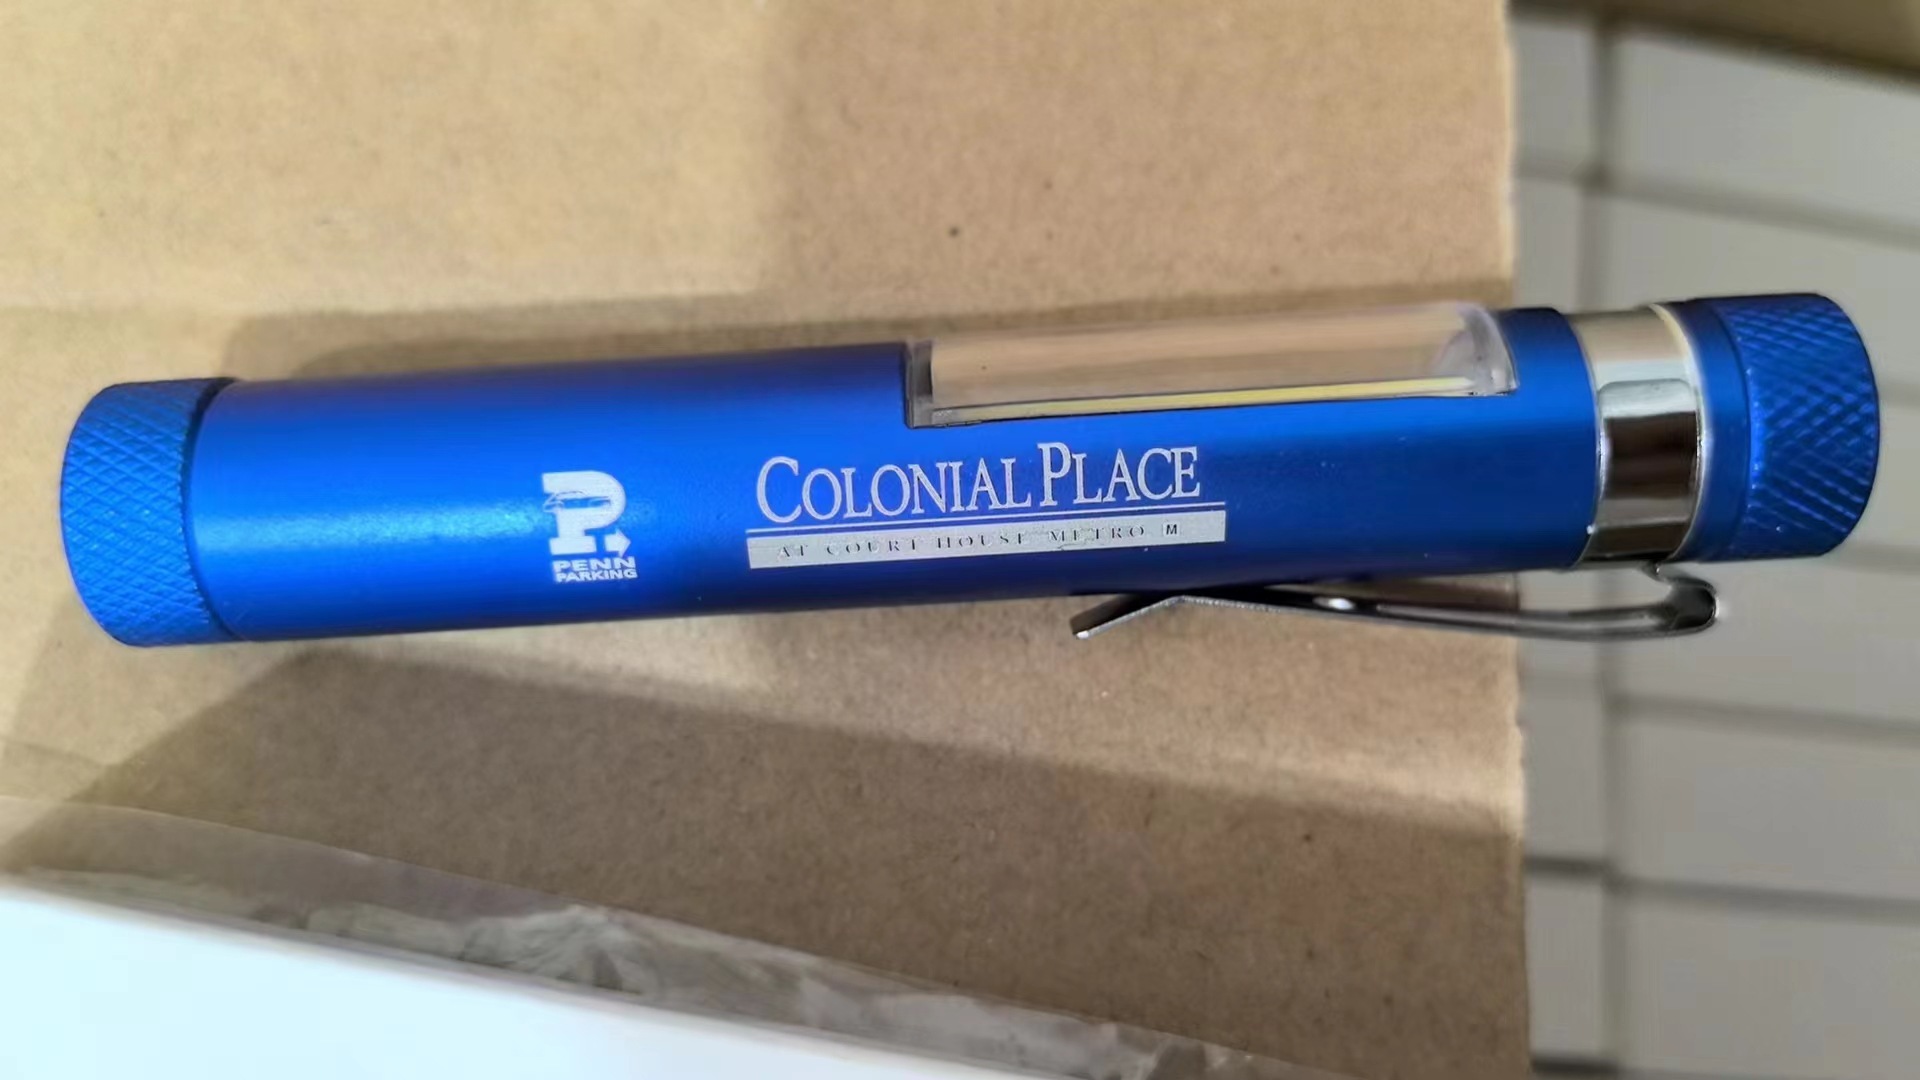 COLONIAL PLACE
AT COURT HOUSE METRO M
P
PENN
PARKING